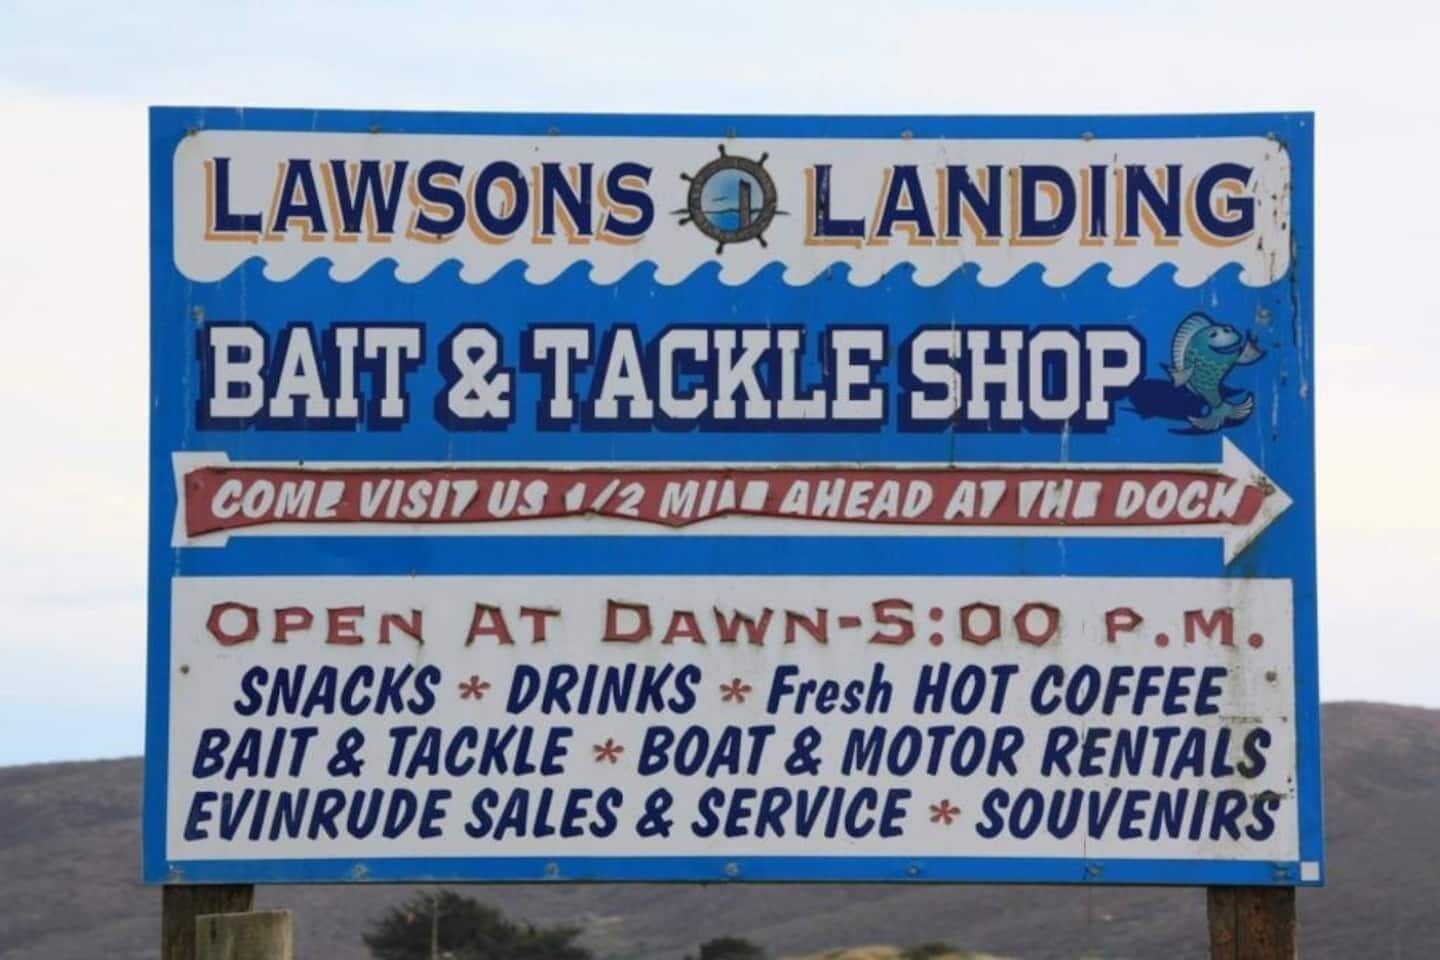 LAWSONS LANDING
BAIT & TACKLE SHOP
COME VISIT US 1/2 MILE AHEAD AT THE DOCK
OPEN AT DAWN-5:00 P.M.
SNACKS * DRINKS * Fresh HOT COFFEE
BAIT & TACKLE * BOAT & MOTOR RENTALS
EVINRUDE SALES & SERVICE * SOUVENIRS